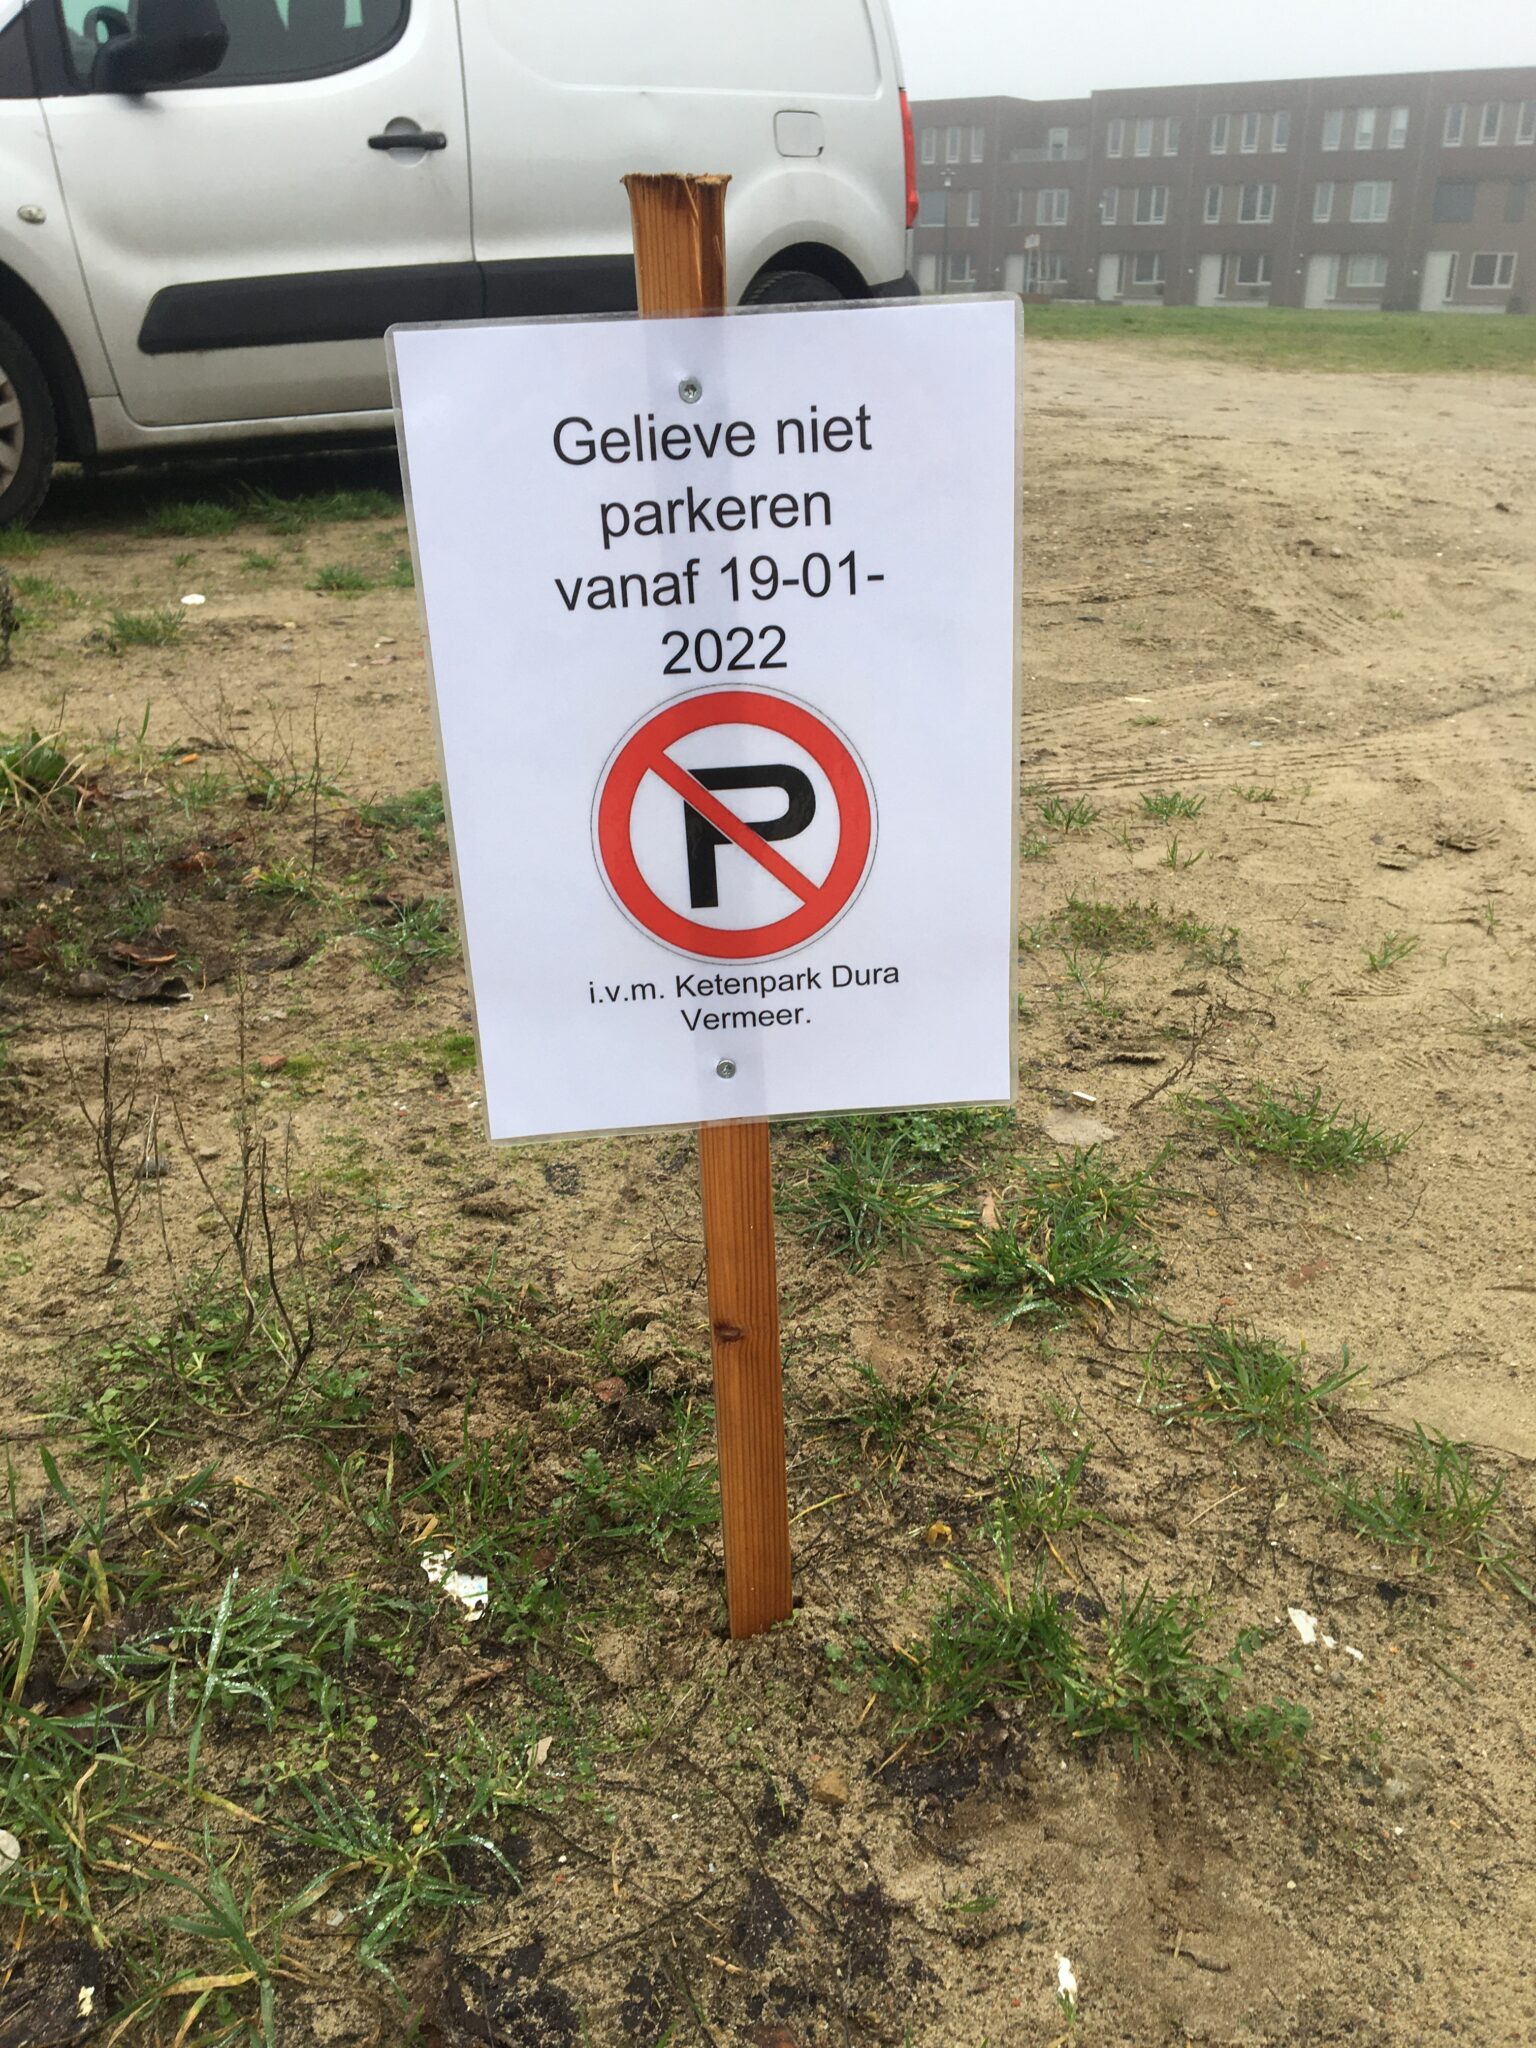 Gelieve niet
parkeren
vanaf 19-01-
2022
P
i.v.m. Ketenpark Dura
Vermeer.